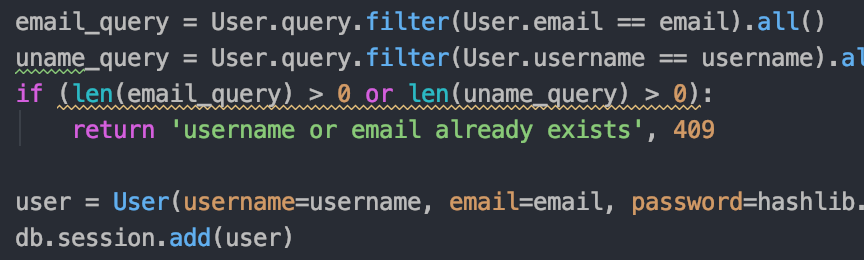 email_query = User.query.filter(User.email == email).all()
uname_query = User.query.filter(User.username == username).al
if (len(email_query) > 0 or len(uname_query) > 0):
return 'username or email already exists', 409
user = User(username=username, email=email, password=hashlib.
db.session.add(user)